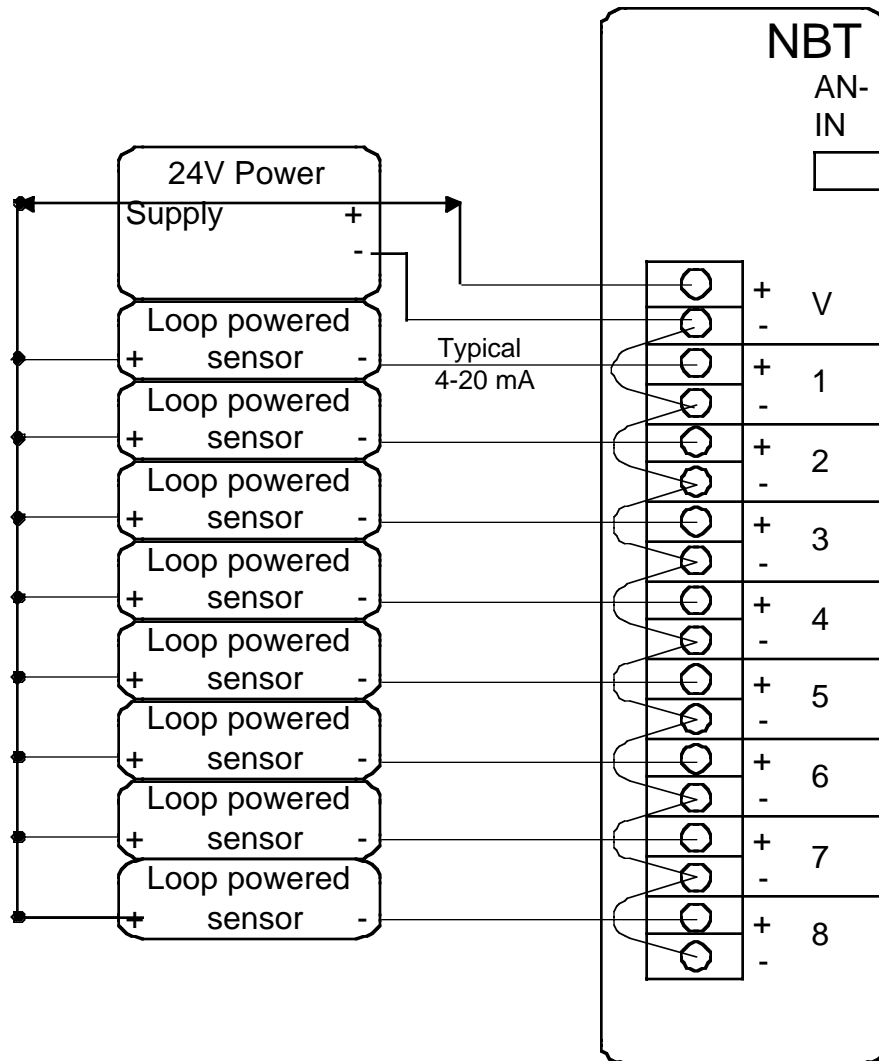 NBT
AN-
IN
24V Power
Supply +
-
+ V
-
Loop powered
+ sensor -
Typical
4-20 mA
+ 1
-
Loop powered
+ sensor -
+ 2
-
Loop powered
+ sensor -
+ 3
-
Loop powered
+ sensor -
+ 4
-
Loop powered
+ sensor -
+ 5
-
Loop powered
+ sensor -
+ 6
-
Loop powered
+ sensor -
+ 7
-
Loop powered
+ sensor -
+ 8
-